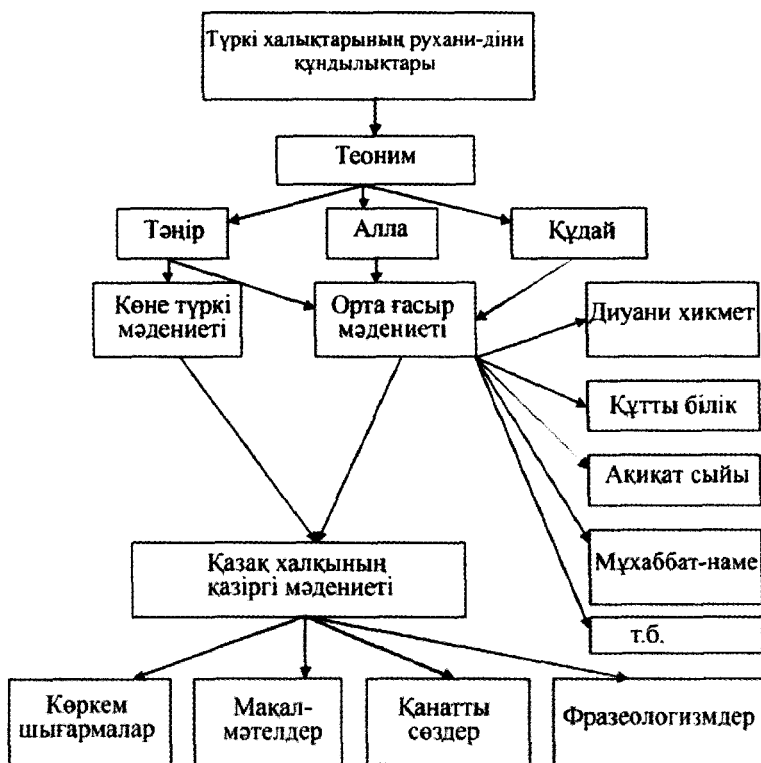 Түркі халықтарының рухани-діни
құндылықтары
Теоним
Тәңір
Алла
Құдай
Көне түркі
мәдениеті
Орта ғасыр
мәдениеті
Диуани хикмет
Құтты білік
Ақиқат сыйы
Мұхаббат-наме
т.б.
Қазақ халқының
қазіргі мәдениеті
Көркем
шығармалар
Мақал-
мәтелдер
Қанатты
сөздер
Фразеологизмдер